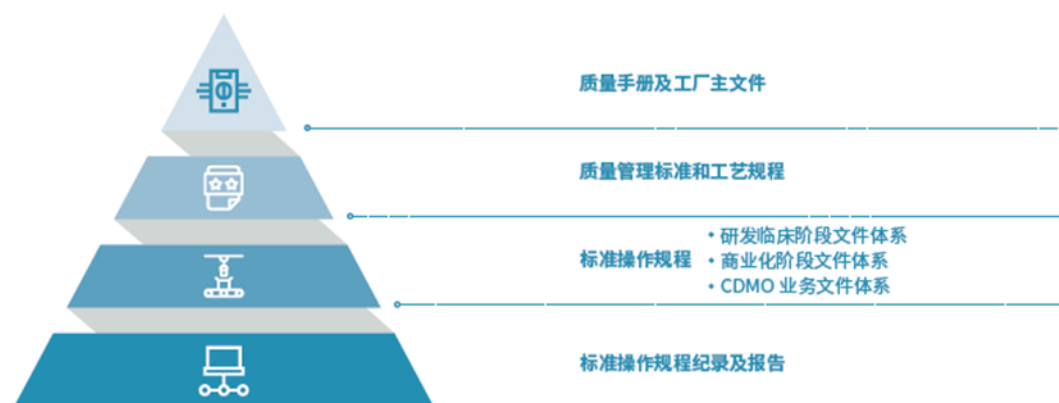 质量手册及工厂主文件
质量管理标准和工艺规程
标准操作规程
• 研发临床阶段文件体系
• 商业化阶段文件体系
• CDMO 业务文件体系
标准操作规程纪录及报告